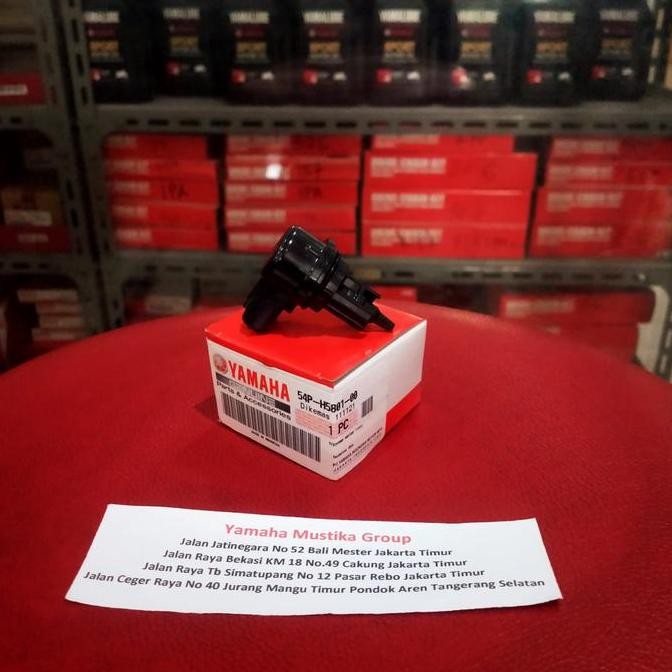 YAMAHA
GENUINE
Parts & Accessories
54P-H5801-00
Dikemas 111121
1 PC
Yamaha Mustika Group
Jalan Jatinegara No 52 Bali Mester Jakarta Timur
Jalan Raya Bekasi KM 18 No.49 Cakung Jakarta Timur
Jalan Raya Tb Simatupang No 12 Pasar Rebo Jakarta Timur
Jalan Ceger Raya No 40 Jurang Mangu Timur Pondok Aren Tangerang Selatan